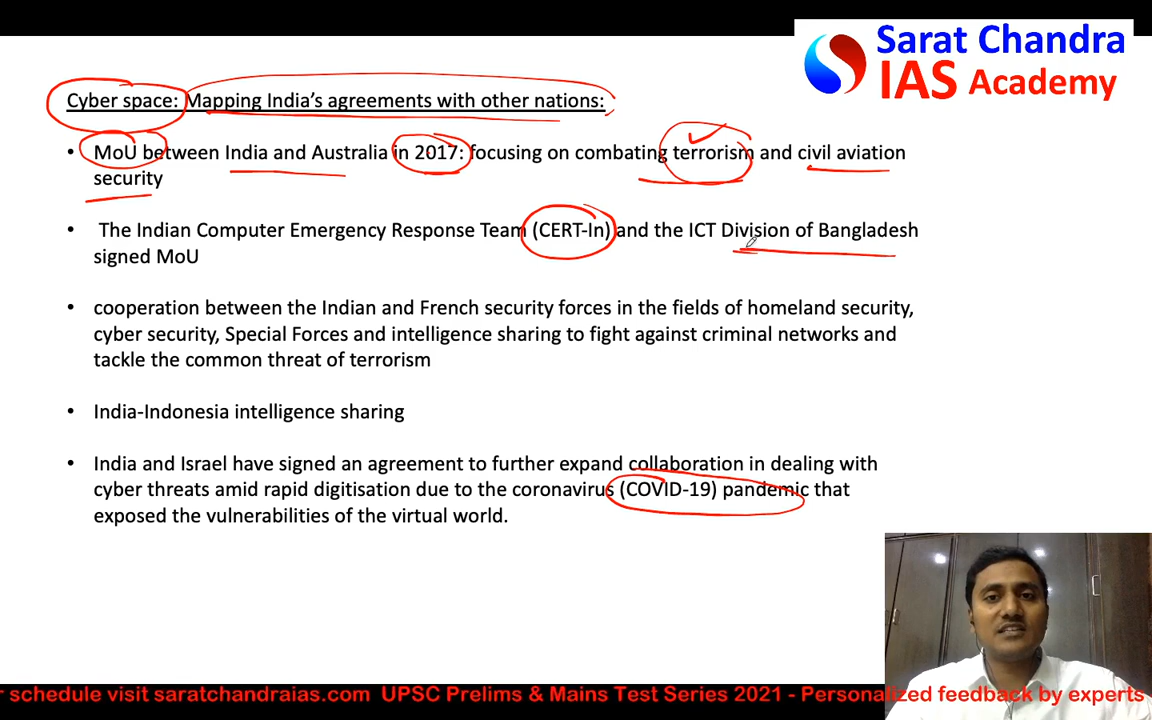 Sarat Chandra
IAS Academy
Cyber space: Mapping India's agreements with other nations:
• MoU between India and Australia in 2017: focusing on combating terrorism and civil aviation
security
• The Indian Computer Emergency Response Team (CERT-In) and the ICT Division of Bangladesh
signed MoU
• cooperation between the Indian and French security forces in the fields of homeland security,
cyber security, Special Forces and intelligence sharing to fight against criminal networks and
tackle the common threat of terrorism
• India-Indonesia intelligence sharing
• India and Israel have signed an agreement to further expand collaboration in dealing with
cyber threats amid rapid digitisation due to the coronavirus (COVID-19) pandemic that
exposed the vulnerabilities of the virtual world.
schedule visit saratchandraias.com UPSC Prelims & Mains Test Series 2021 - Personalized feedback by experts